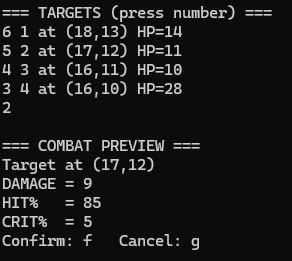 === TARGETS (press number) ===
6 1 at (18,13) HP=14
5 2 at (17,12) HP=11
4 3 at (16,11) HP=10
3 4 at (16,10) HP=28
2

=== COMBAT PREVIEW ===
Target at (17,12)
DAMAGE = 9
HIT%   = 85
CRIT%  = 5
Confirm: f   Cancel: g